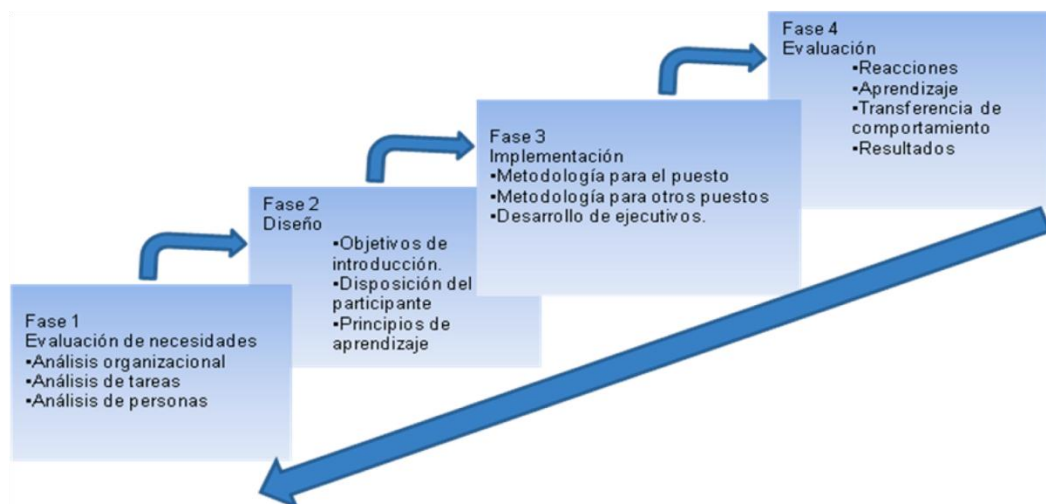 Fase 1
Evaluación de necesidades
▪Análisis organizacional
▪Análisis de tareas
▪Análisis de personas
Fase 2
Diseño
▪Objetivos de
introducción.
▪Disposición del
participante
▪Principios de
aprendizaje
Fase 3
Implementación
▪Metodología para el puesto
▪Metodología para otros puestos
▪Desarrollo de ejecutivos.
Fase 4
Evaluación
▪Reacciones
▪Aprendizaje
▪Transferencia de
comportamiento
▪Resultados